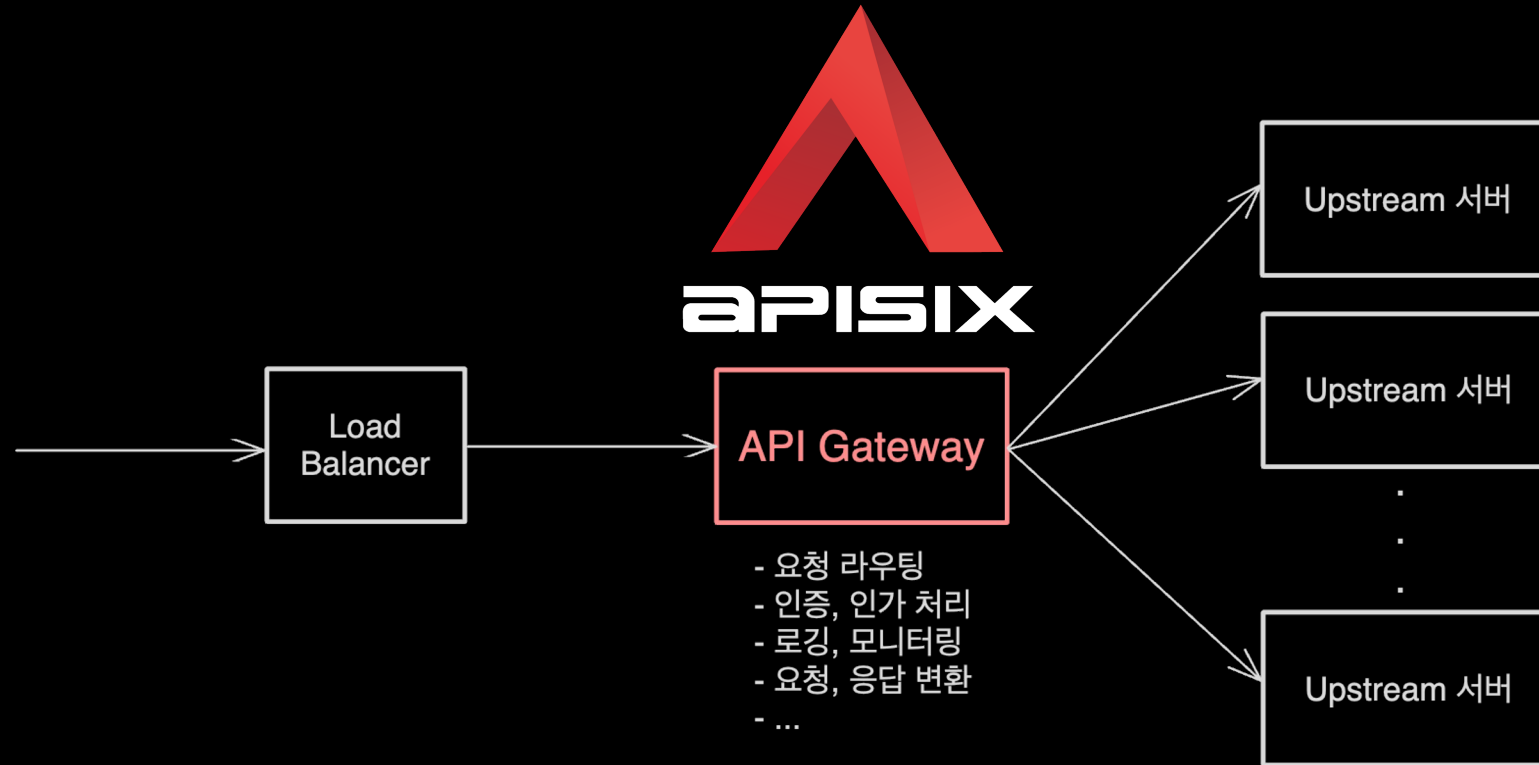 APISIX
Load
Balancer
API Gateway
- 요청 라우팅
- 인증, 인가 처리
- 로깅, 모니터링
- 요청, 응답 변환
- ...
Upstream 서버
Upstream 서버
.
.
.
Upstream 서버